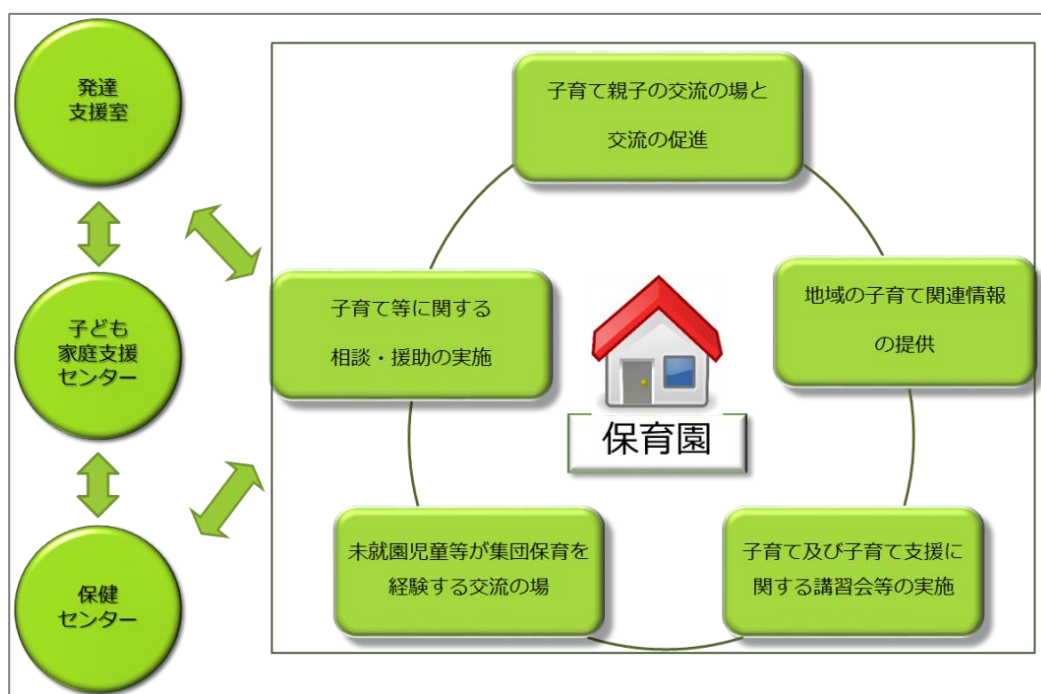 発達
支援室
子ども
家庭支援
センター
保健
センター
子育て親子の交流の場と
交流の促進
子育て等に関する
相談・援助の実施
地域の子育て関連情報
の提供
保育園
未就園児童等が集団保育を
経験する交流の場
子育て及び子育て支援に
関する講習会等の実施